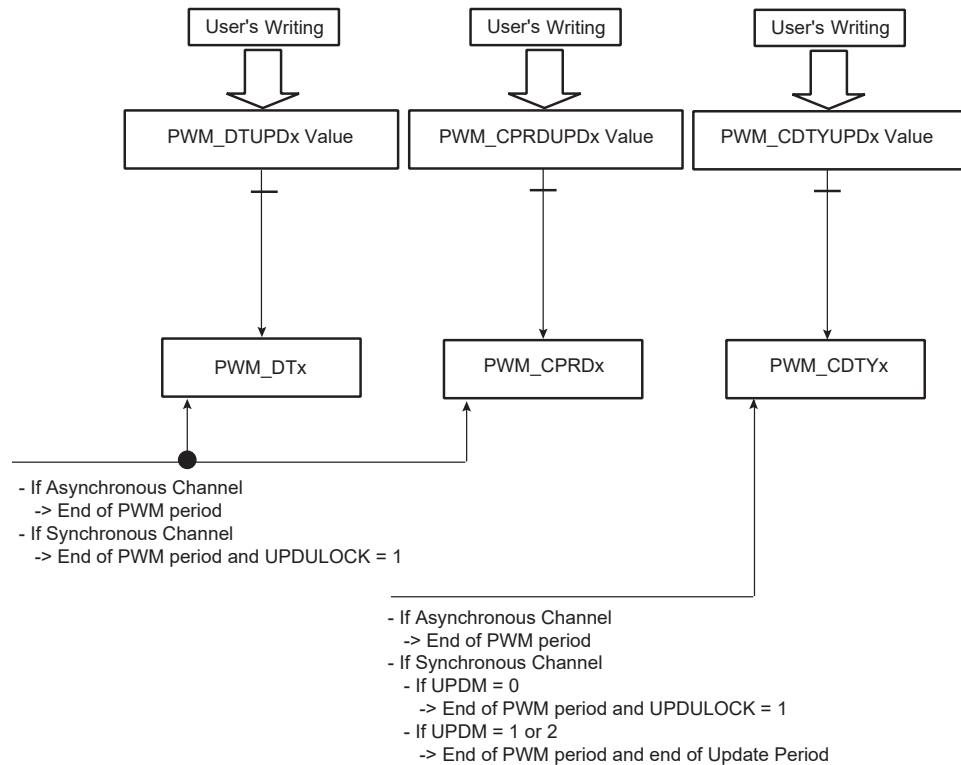 User's Writing
User's Writing
User's Writing
PWM_DTUPDx Value
PWM_CPRDUPDx Value
PWM_CDTYUPDx Value
PWM_DTx
PWM_CPRDx
PWM_CDTYx
- If Asynchronous Channel
-> End of PWM period
- If Synchronous Channel
-> End of PWM period and UPDULOCK = 1
- If Asynchronous Channel
-> End of PWM period
- If Synchronous Channel
- If UPDM = 0
-> End of PWM period and UPDULOCK = 1
- If UPDM = 1 or 2
-> End of PWM period and end of Update Period